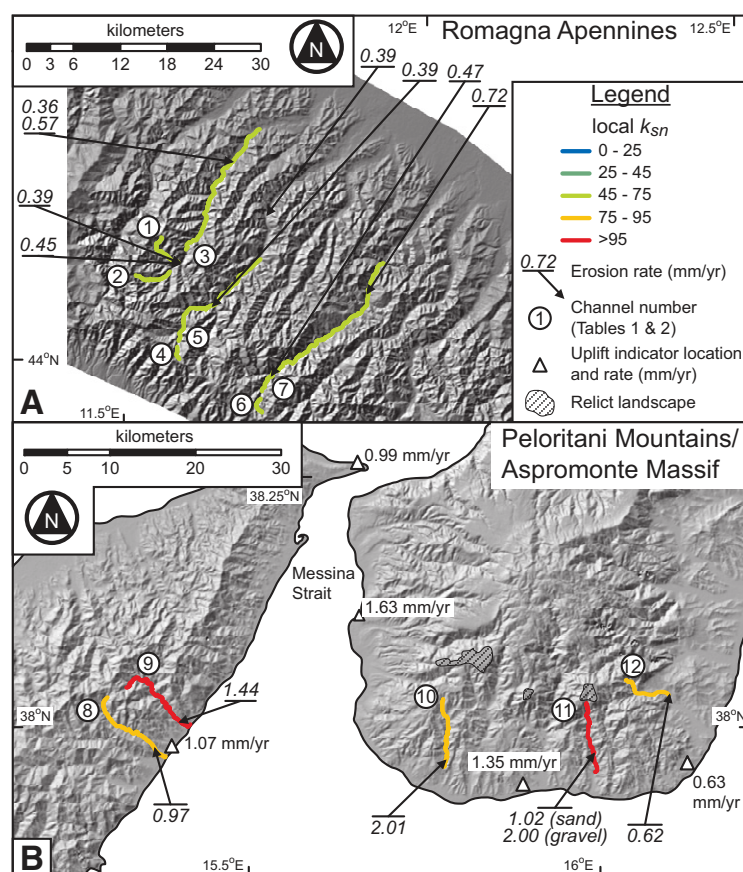 kilometers
0 3 6 12 18 24 30
N
12°E
Romagna Apennines
12.5°E
0.39
0.39
0.47
0.72
0.36
0.57
0.39
0.45
1
2
3
4
5
6
7
44°N
A
11.5°E
Legend
local ksn
0 - 25
25 - 45
45 - 75
75 - 95
>95
0.72
Erosion rate (mm/yr)
1
Channel number
(Tables 1 & 2)
Uplift indicator location
and rate (mm/yr)
Relict landscape
kilometers
0 5 10 20 30
N
0.99 mm/yr
38.25°N
Peloritani Mountains/
Aspromonte Massif
Messina
Strait
1.63 mm/yr
9
8
1.44
38°N
1.07 mm/yr
0.97
10
11
12
38°N
1.35 mm/yr
0.63
mm/yr
2.01
1.02 (sand)
2.00 (gravel)
0.62
B
15.5°E
16°E